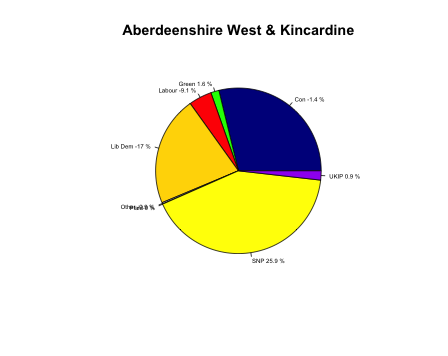 Aberdeenshire West & Kincardine
Green 1.6 %
Labour -9.1 %
Con -1.4 %
Lib Dem -17 %
UKIP 0.9 %
SNP 25.9 %